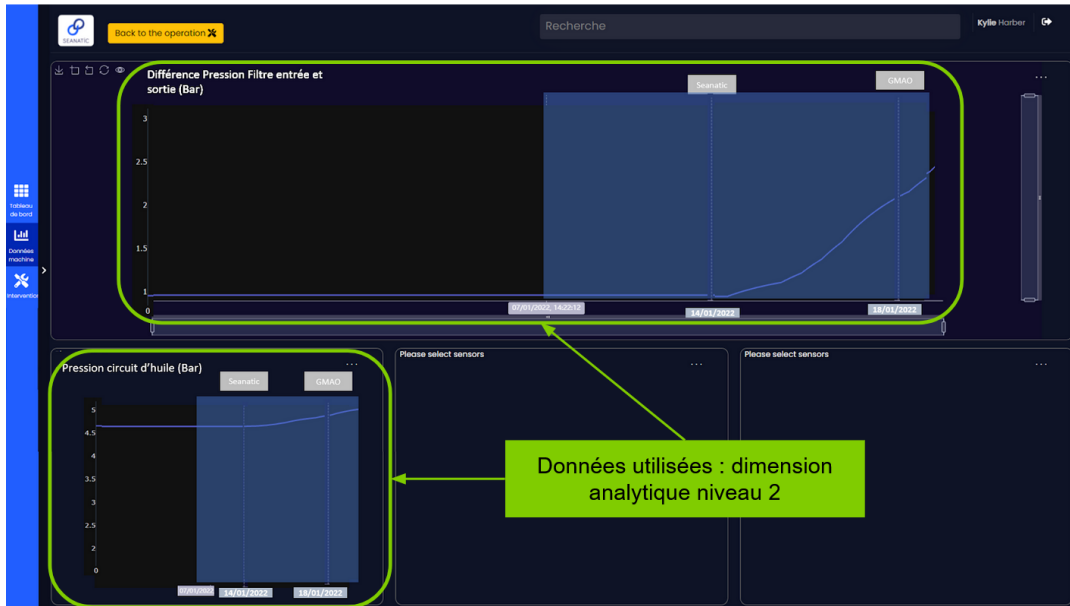 SEANATIC
Back to the operation
Recherche
Kylie Harber
Tableau
de bord
Données
machine
Interventio
Différence Pression Filtre entrée et
sortie (Bar)
Seanatic
GMAO
...
3
2.5
2
1.5
1
0
07/01/2022, 14:22:12
14/01/2022
18/01/2022
Pression circuit d'huile (Bar)
...
Seanatic
GMAO
5
4.5
4
3.5
3
2.5
2
0
07/01/2022
14/01/2022
18/01/2022
Please select sensors
...
Please select sensors
...
Données utilisées : dimension
analytique niveau 2